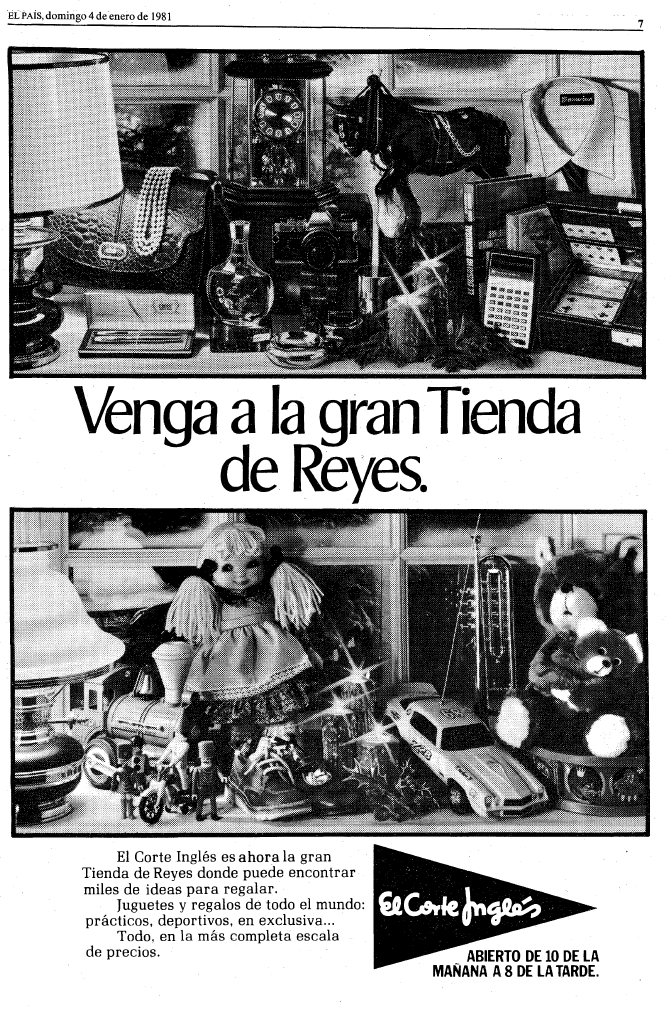 EL PAÍS, domingo 4 de enero de 1981
7
Venga a la gran Tienda
de Reyes.
El Corte Inglés es ahora la gran
Tienda de Reyes donde puede encontrar
miles de ideas para regalar.
Juguetes y regalos de todo el mundo:
prácticos, deportivos, en exclusiva...
Todo, en la más completa escala
de precios.
El Corte Inglés
ABIERTO DE 10 DE LA
MAÑANA A 8 DE LA TARDE.